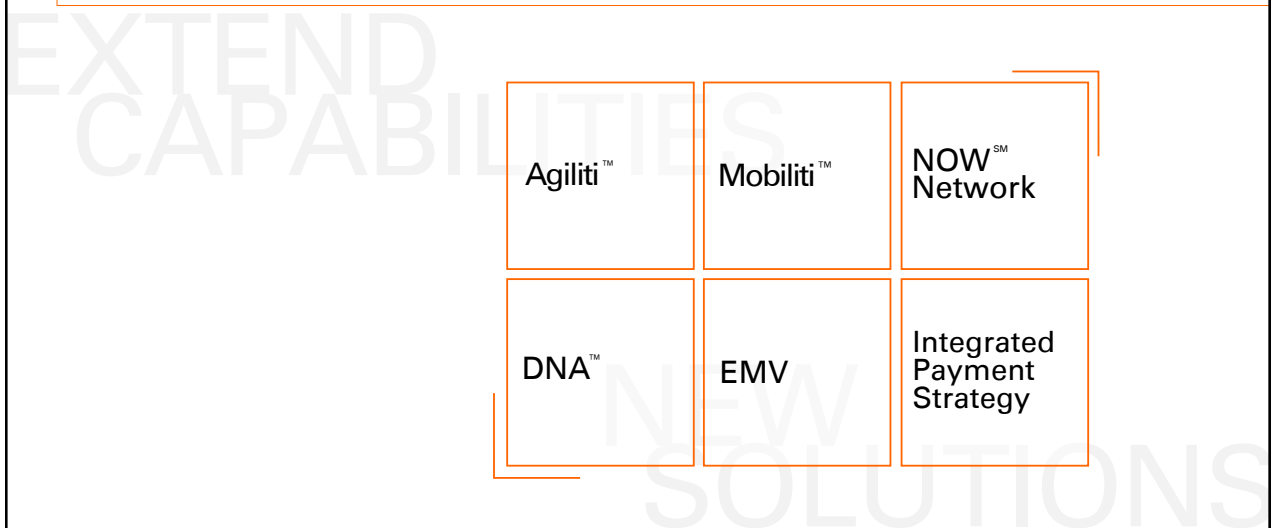 EXTEND
CAPABILITIES
Agiliti™
Mobiliti™
NOW℠
Network
DNA™
EMV
Integrated
Payment
Strategy
NEW
SOLUTIONS